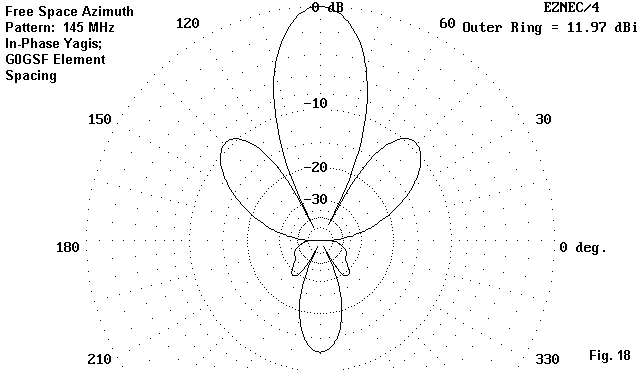 Free Space Azimuth
Pattern: 145 MHz
In-Phase Yagis;
G0GSF Element
Spacing
0 dB
EZNEC/4
Outer Ring = 11.97 dBi
120
60
-10
150
30
-20
-30
180
0 deg.
210
330
Fig. 18